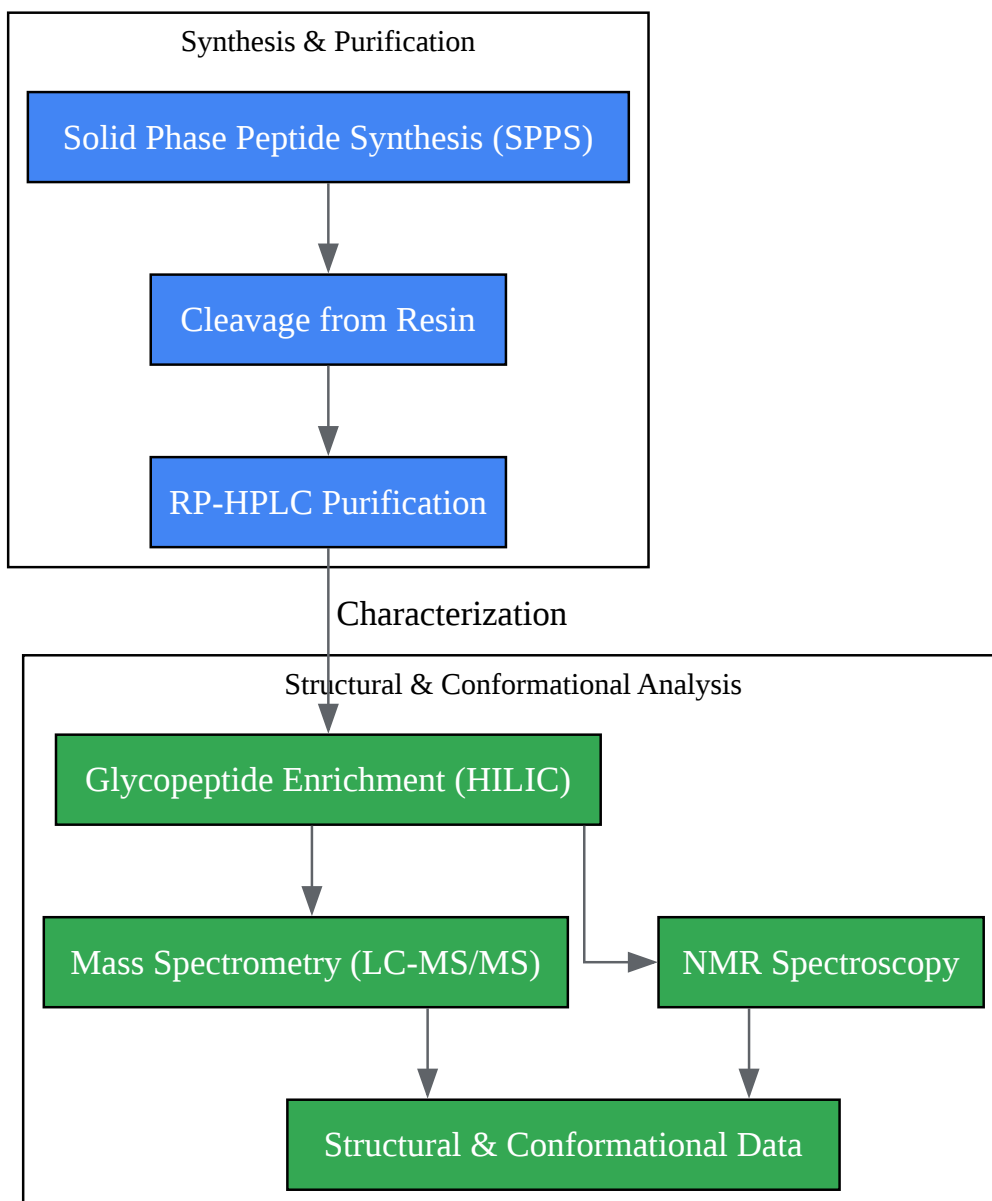 Synthesis & Purification
Solid Phase Peptide Synthesis (SPPS)
Cleavage from Resin
RP-HPLC Purification
Characterization
Structural & Conformational Analysis
Glycopeptide Enrichment (HILIC)
Mass Spectrometry (LC-MS/MS)
NMR Spectroscopy
Structural & Conformational Data